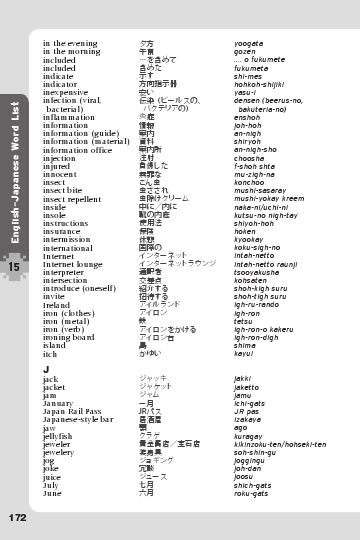 in the evening 夕方 yoogata
in the morning 午前 gozen
included …を含めて .... o fukumete
included 含めた fukumeta
indicate 示す shi-mes
indicator 方向指示器 hohkoh-shijiki
inexpensive 安い yasu-i
infection (viral, 伝染 (ビールスの、 densen (beerus-no,
bacterial) バクテリアの) bakuteria-no)
inflammation 炎症 enshoh
information 情報 joh-hoh
information (guide) 案内 an-nigh
information (material) 資料 shiryoh
information office 案内所 an-nigh-sho
injection 注射 choosha
injured 負傷した f-shoh shta
innocent 無罪な mu-zigh-na
insect こん虫 konchoo
insect bite 虫さされ mushi-sasaray
insect repellent 虫除けクリーム mushi-yokay kreem
inside 中に／内に naka-ni/uchi-ni
insole 靴の内底 kutsu-no nigh-tay
instructions 使用法 shiyoh-hoh
insurance 保険 hoken
intermission 休憩 kyookay
international 国際の koku-sigh-no
Internet インターネット intah-netto
Internet lounge インターネットラウンジ intah-netto raunji
interpreter 通訳者 tsooyakusha
intersection 交差点 kohsaten
introduce (oneself) 紹介する shoh-kigh suru
invite 招待する shoh-tigh suru
Ireland アイルランド igh-ru-rando
iron (clothes) アイロン igh-ron
iron (metal) 鉄 tetsu
iron (verb) アイロンをかける igh-ron-o kakeru
ironing board アイロン台 igh-ron-digh
island 島 shima
itch かゆい kayui
J
jack ジャッキ jakki
jacket ジャケット jaketto
jam ジャム jamu
January 一月 ichi-gats
Japan Rail Pass JRパス JR pas
Japanese-style bar 居酒屋 izakaya
jaw 顎 ago
jellyfish クラゲ kuragay
jeweler 貴金属店／宝石店 kikinzoku-ten/hohseki-ten
jewelery 装身具 soh-shin-gu
jog ジョギング joggingu
joke 冗談 joh-dan
juice ジュース joosu
July 七月 shich-gats
June 六月 roku-gats
English–Japanese Word List
15
172